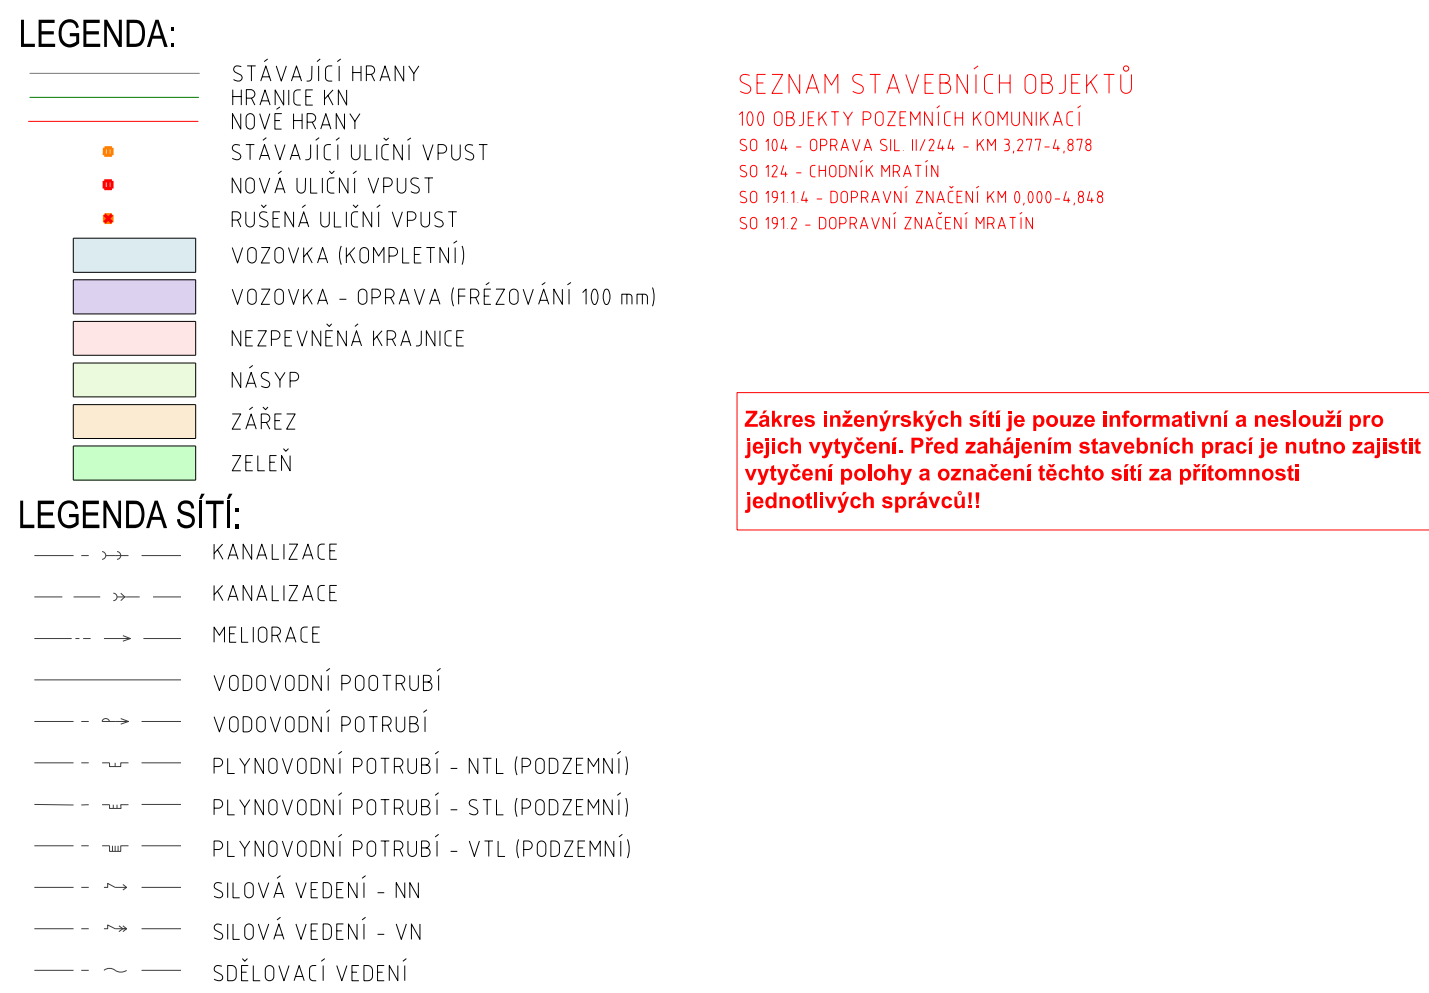 LEGENDA:
STÁVAJÍCÍ HRANY
HRANICE KN
NOVÉ HRANY
STÁVAJÍCÍ ULIČNÍ VPUST
NOVÁ ULIČNÍ VPUST
RUŠENÁ ULIČNÍ VPUST
VOZOVKA (KOMPLETNÍ)
VOZOVKA - OPRAVA (FRÉZOVÁNÍ 100 mm)
NEZPEVNĚNÁ KRAJNICE
NÁSYP
ZÁŘEZ
ZELEŇ
LEGENDA SÍTÍ:
KANALIZACE
KANALIZACE
MELIORACE
VODOVODNÍ POOTRUBÍ
VODOVODNÍ POTRUBÍ
PLYNOVODNÍ POTRUBÍ - NTL (PODZEMNÍ)
PLYNOVODNÍ POTRUBÍ - STL (PODZEMNÍ)
PLYNOVODNÍ POTRUBÍ - VTL (PODZEMNÍ)
SILOVÁ VEDENÍ - NN
SILOVÁ VEDENÍ - VN
SDĚLOVACÍ VEDENÍ
SEZNAM STAVEBNÍCH OBJEKTŮ
100 OBJEKTY POZEMNÍCH KOMUNIKACÍ
SO 104 - OPRAVA SIL. II/244 - KM 3,277-4,878
SO 124 - CHODNÍK MRATÍN
SO 191.1.4 - DOPRAVNÍ ZNAČENÍ KM 0,000-4,848
SO 191.2 - DOPRAVNÍ ZNAČENÍ MRATÍN
Zákres inženýrských sítí je pouze informativní a neslouží pro
jejich vytyčení. Před zahájením stavebních prací je nutno zajistit
vytyčení polohy a označení těchto sítí za přítomnosti
jednotlivých správců!!